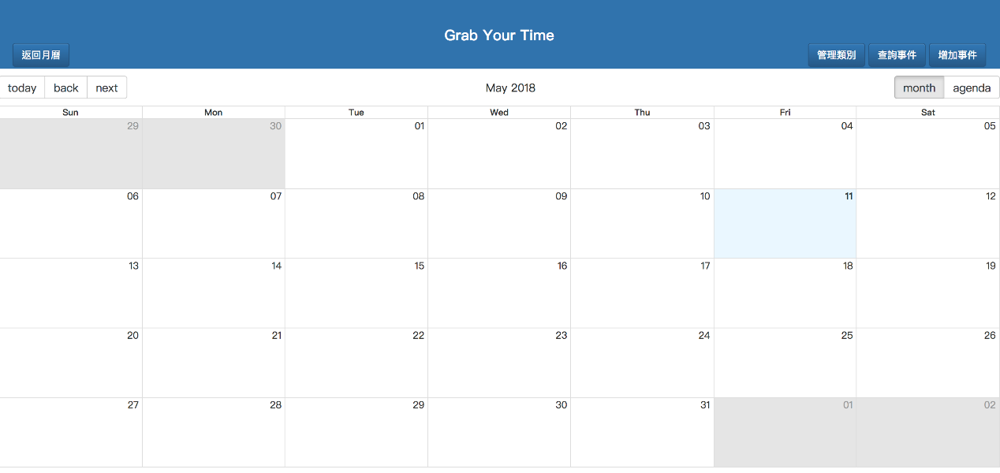 Grab Your Time
返回月曆 管理類別 查詢事件 增加事件
today back next May 2018 month agenda
Sun Mon Tue Wed Thu Fri Sat
29 30 01 02 03 04 05
06 07 08 09 10 11 12
13 14 15 16 17 18 19
20 21 22 23 24 25 26
27 28 29 30 31 01 02